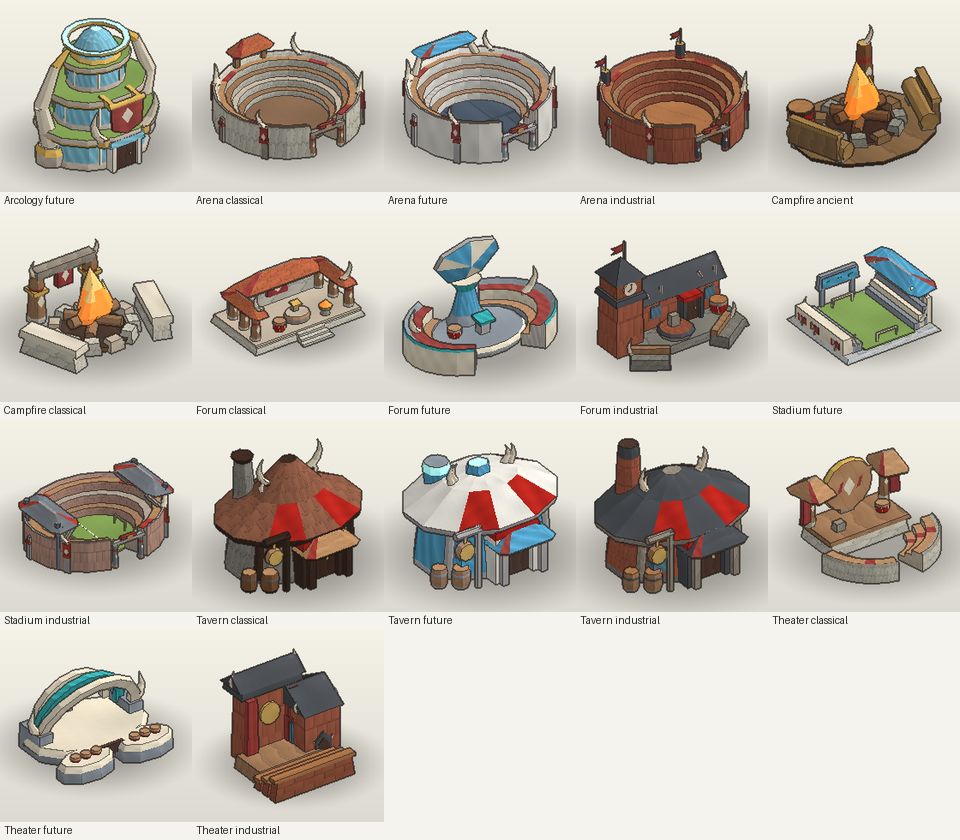 Arcology future
Arena classical
Arena future
Arena industrial
Campfire ancient
Campfire classical
Forum classical
Forum future
Forum industrial
Stadium future
Stadium industrial
Tavern classical
Tavern future
Tavern industrial
Theater classical
Theater future
Theater industrial